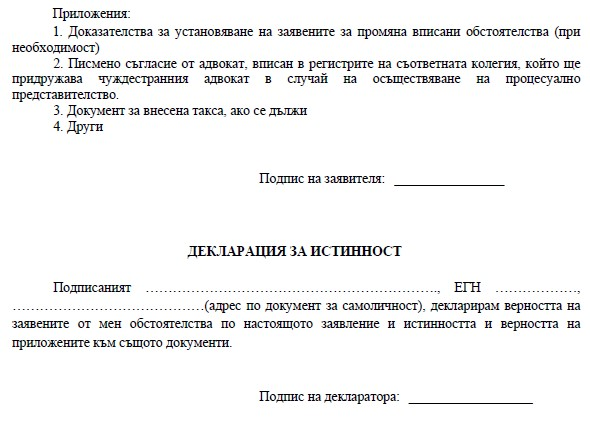 Приложения:
1. Доказателства за установяване на заявените за промяна вписани обстоятелства (при
необходимост)
2. Писмено съгласие от адвокат, вписан в регистрите на съответната колегия, който ще
придружава чуждестранния адвокат в случай на осъществяване на процесуално
представителство.
3. Документ за внесена такса, ако се дължи
4. Други
Подпис на заявителя: ________________
ДЕКЛАРАЦИЯ ЗА ИСТИННОСТ
Подписаният ………………………………………………………., ЕГН ………………,
……………………………………(адрес по документ за самоличност), декларирам верността на
заявените от мен обстоятелства по настоящото заявление и истинността и верността на
приложените към същото документи.
Подпис на декларатора: __________________